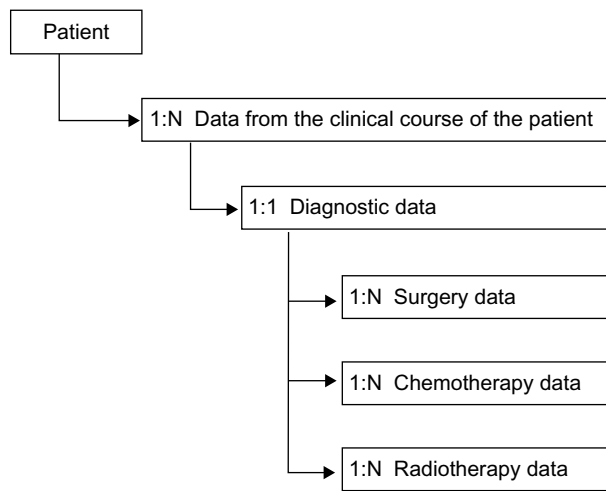 Patient
1:N Data from the clinical course of the patient
1:1 Diagnostic data
1:N Surgery data
1:N Chemotherapy data
1:N Radiotherapy data